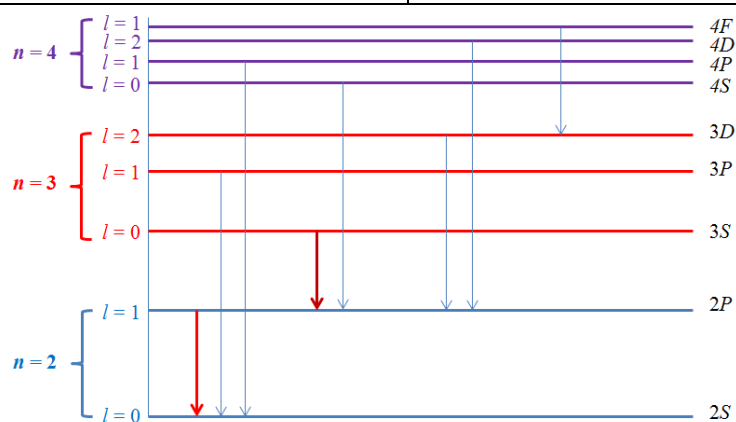 l = 1 4F
l = 2 4D
n = 4
l = 1 4P
l = 0 4S
l = 2 3D
l = 1 3P
n = 3
l = 0 3S
l = 1 2P
n = 2
l = 0 2S